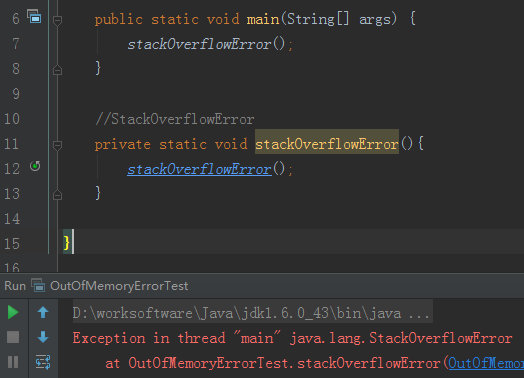 6 public static void main(String[] args) {
7 stackOverflowError();
8 }
9
10 //StackOverflowError
11 private static void stackOverflowError(){
12 stackOverflowError();
13 }
14
15 }
16
Run OutOfMemoryErrorTest
D:\worksoftware\Java\jdk1.6.0_43\bin\java ...
Exception in thread "main" java.lang.StackOverflowError
at OutOfMemoryErrorTest.stackOverflowError(OutOfMemor